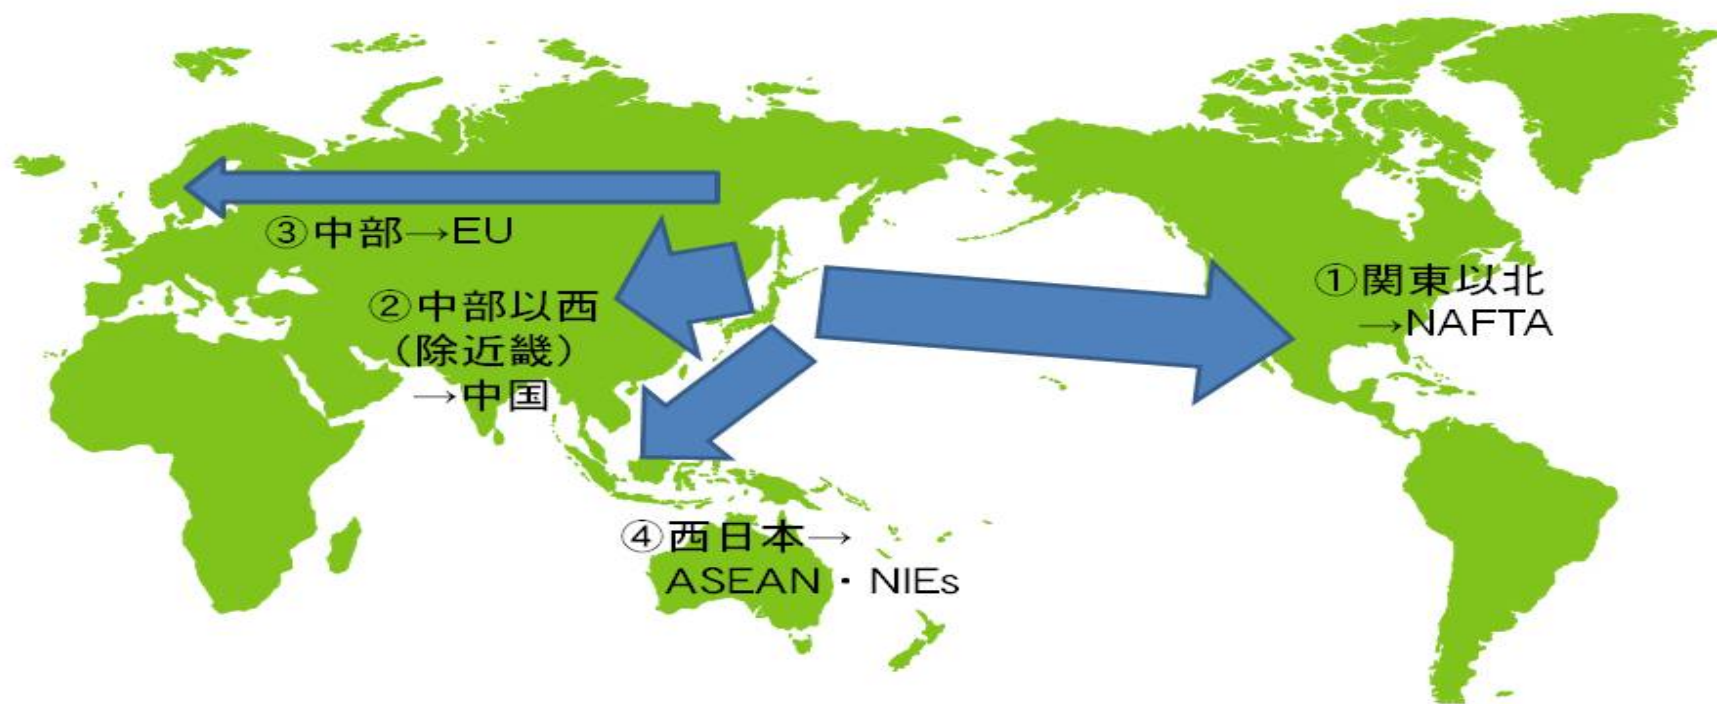 ①関東以北
→NAFTA
②中部以西
（除近畿）
→中国
③中部→EU
④西日本→
ASEAN・NIEs